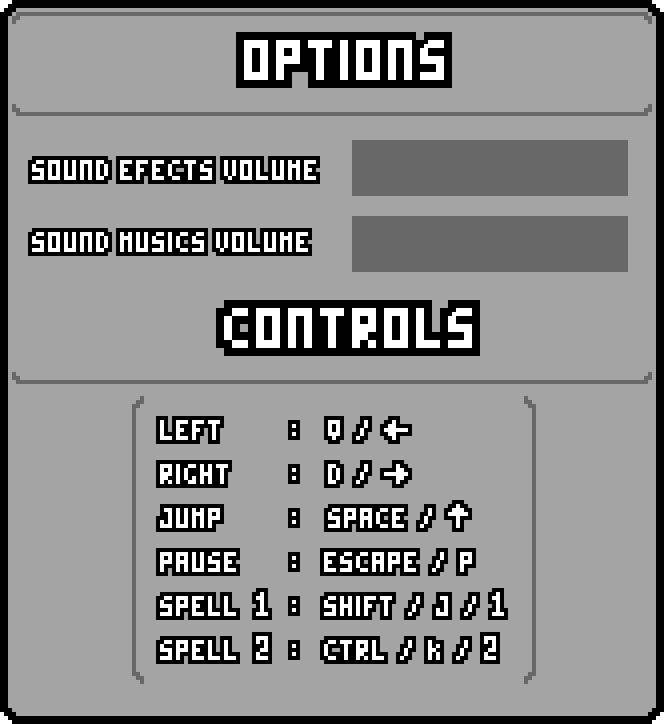 OPTIONS
SOUND EFECTS VOLUME
SOUND MUSICS VOLUME
CONTROLS
LEFT : Q / ←
RIGHT : D / →
JUMP : SPACE / ↑
PAUSE : ESCAPE / P
SPELL 1 : SHIFT / J / 1
SPELL 2 : CTRL / K / 2